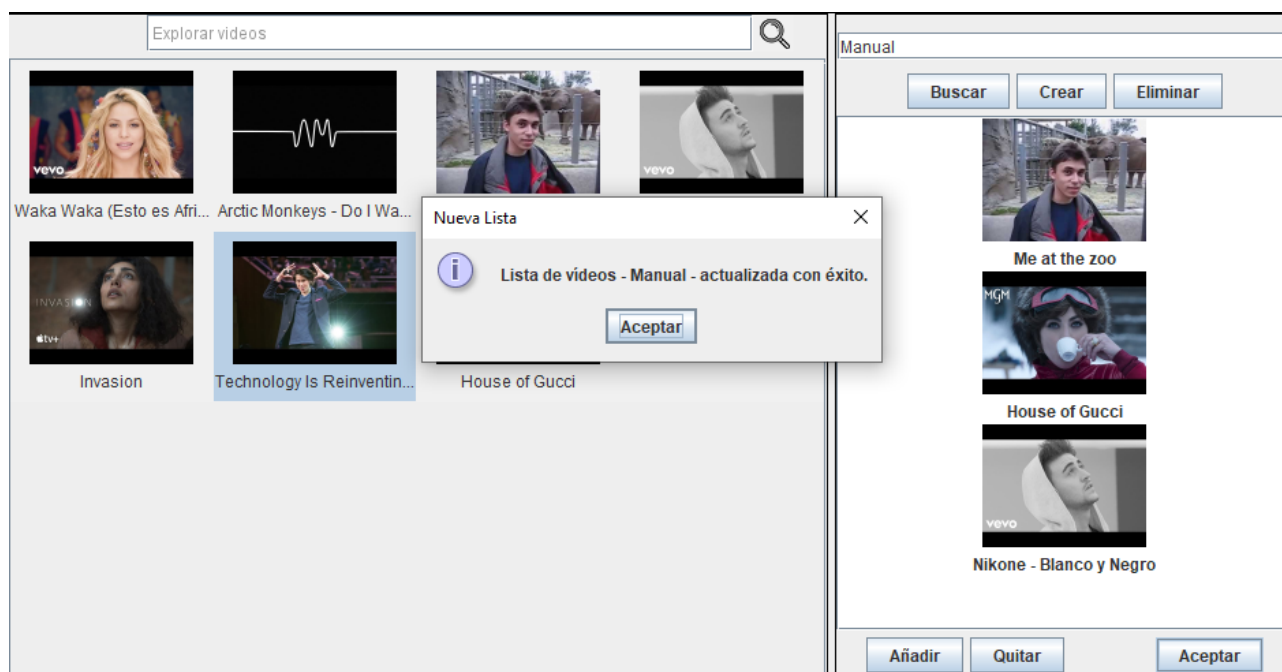 Explorar videos
vevo
vevo
Waka Waka (Esto es Afri...
Arctic Monkeys - Do I Wa...
INVASION
tv+
Invasion
Technology Is Reinventin...
House of Gucci
Nueva Lista
Lista de vídeos - Manual - actualizada con éxito.
Aceptar
Manual
Buscar
Crear
Eliminar
Me at the zoo
MGM
House of Gucci
vevo
Nikone - Blanco y Negro
Añadir
Quitar
Aceptar